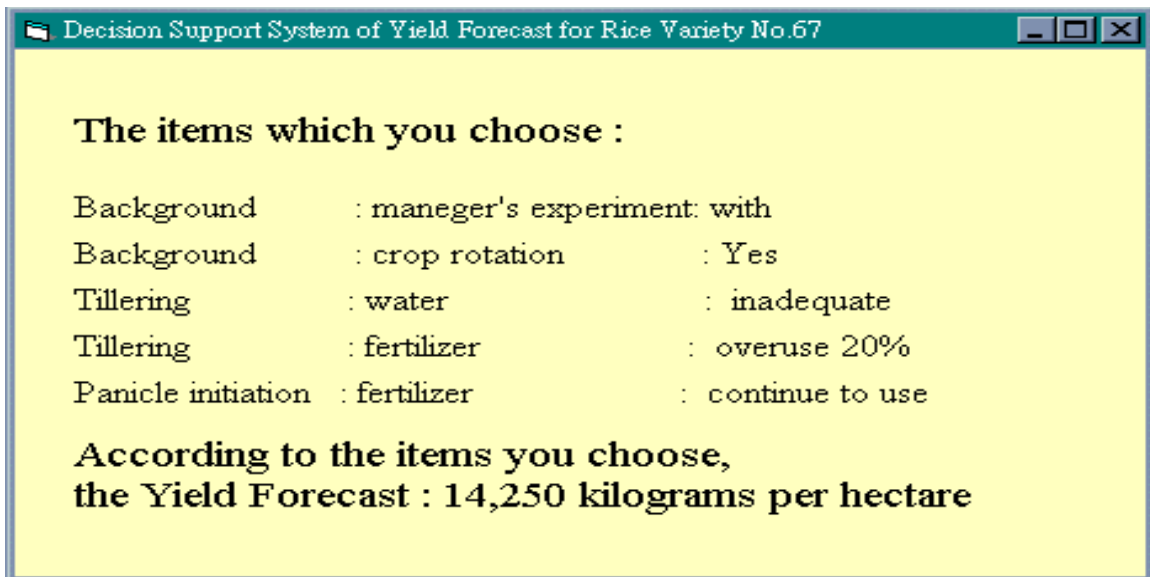 Decision Support System of Yield Forecast for Rice Variety No.67
The items which you choose :
Background : maneger's experiment: with
Background : crop rotation : Yes
Tillering : water : inadequate
Tillering : fertilizer : overuse 20%
Panicle initiation : fertilizer : continue to use
According to the items you choose,
the Yield Forecast : 14,250 kilograms per hectare